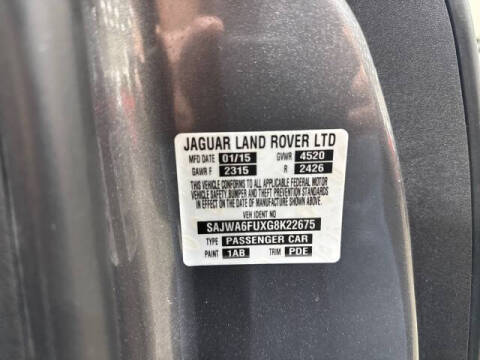 JAGUAR LAND ROVER LTD
MFD DATE 01/15 GVWR 4520
GAWR F 2315 R 2426
THIS VEHICLE CONFORMS TO ALL APPLICABLE FEDERAL MOTOR
VEHICLE SAFETY BUMPER AND THEFT PREVENTION STANDARDS
IN EFFECT ON THE DATE OF MANUFACTURE SHOWN ABOVE
VEH IDENT NO
SAJWA6FUXG8K22675
TYPE PASSENGER CAR
PAINT 1AB TRIM PDE